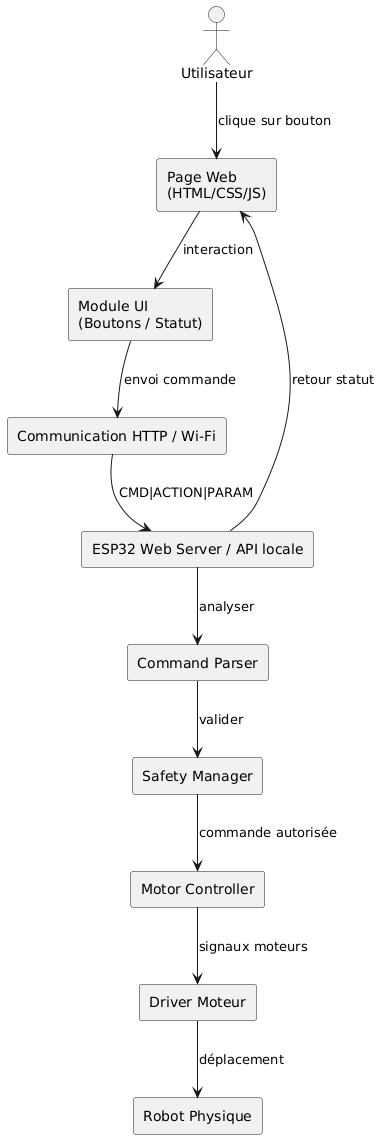 Utilisateur
clique sur bouton
Page Web
(HTML/CSS/JS)
interaction
Module UI
(Boutons / Statut)
envoi commande
retour statut
Communication HTTP / Wi-Fi
CMD|ACTION|PARAM
ESP32 Web Server / API locale
analyser
Command Parser
valider
Safety Manager
commande autorisée
Motor Controller
signaux moteurs
Driver Moteur
déplacement
Robot Physique